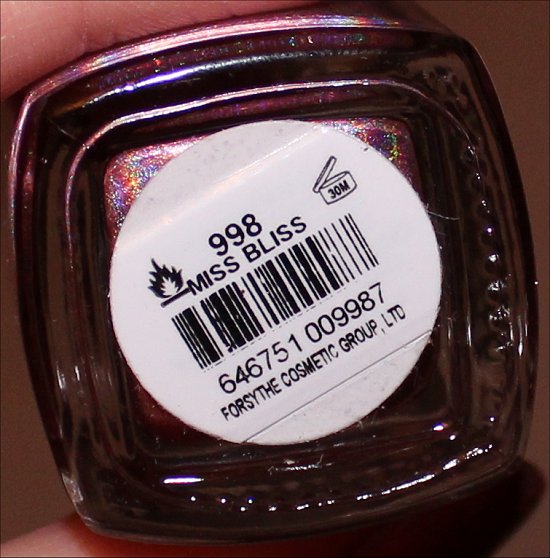 30M
998
MISS BLISS
646751 009987
FORSYTHE COSMETIC GROUP, LTD